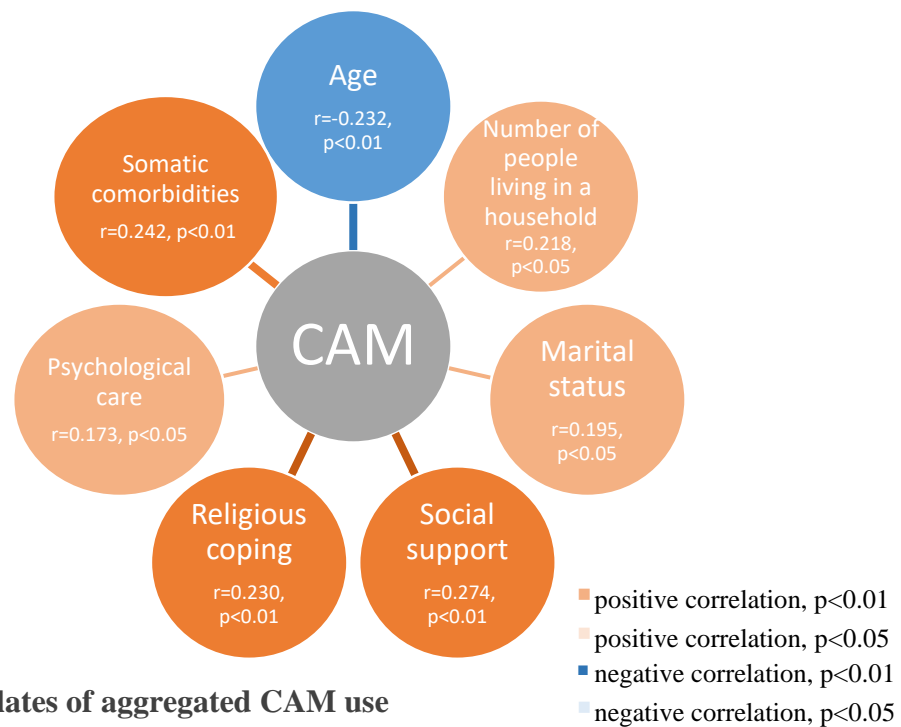 Age
r=-0.232,
p<0.01
Number of
people
living in a
household
r=0.218,
p<0.05
Somatic
comorbidities
r=0.242, p<0.01
CAM
Marital
status
r=0.195,
p<0.05
Psychological
care
r=0.173, p<0.05
Religious
coping
r=0.230,
p<0.01
Social
support
r=0.274,
p<0.01
positive correlation, p<0.01
positive correlation, p<0.05
negative correlation, p<0.01
negative correlation, p<0.05
lates of aggregated CAM use